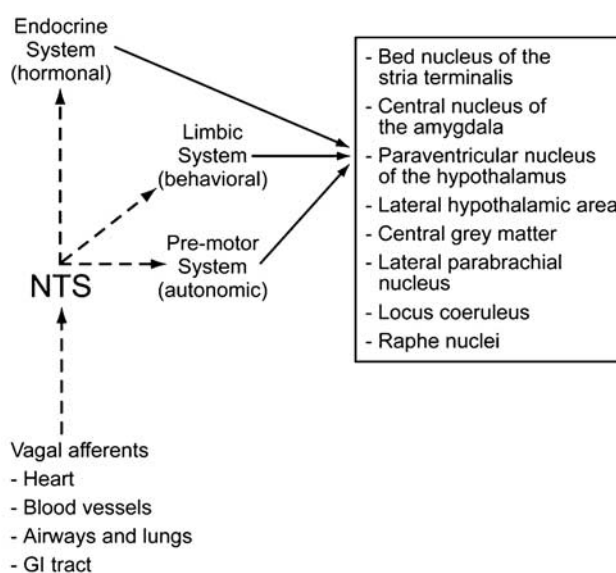 Endocrine
System
(hormonal)
Limbic
System
(behavioral)
Pre-motor
System
(autonomic)
NTS
Vagal afferents
- Heart
- Blood vessels
- Airways and lungs
- GI tract
- Bed nucleus of the
stria terminalis
- Central nucleus of
the amygdala
- Paraventricular nucleus
of the hypothalamus
- Lateral hypothalamic area
- Central grey matter
- Lateral parabrachial
nucleus
- Locus coeruleus
- Raphe nuclei